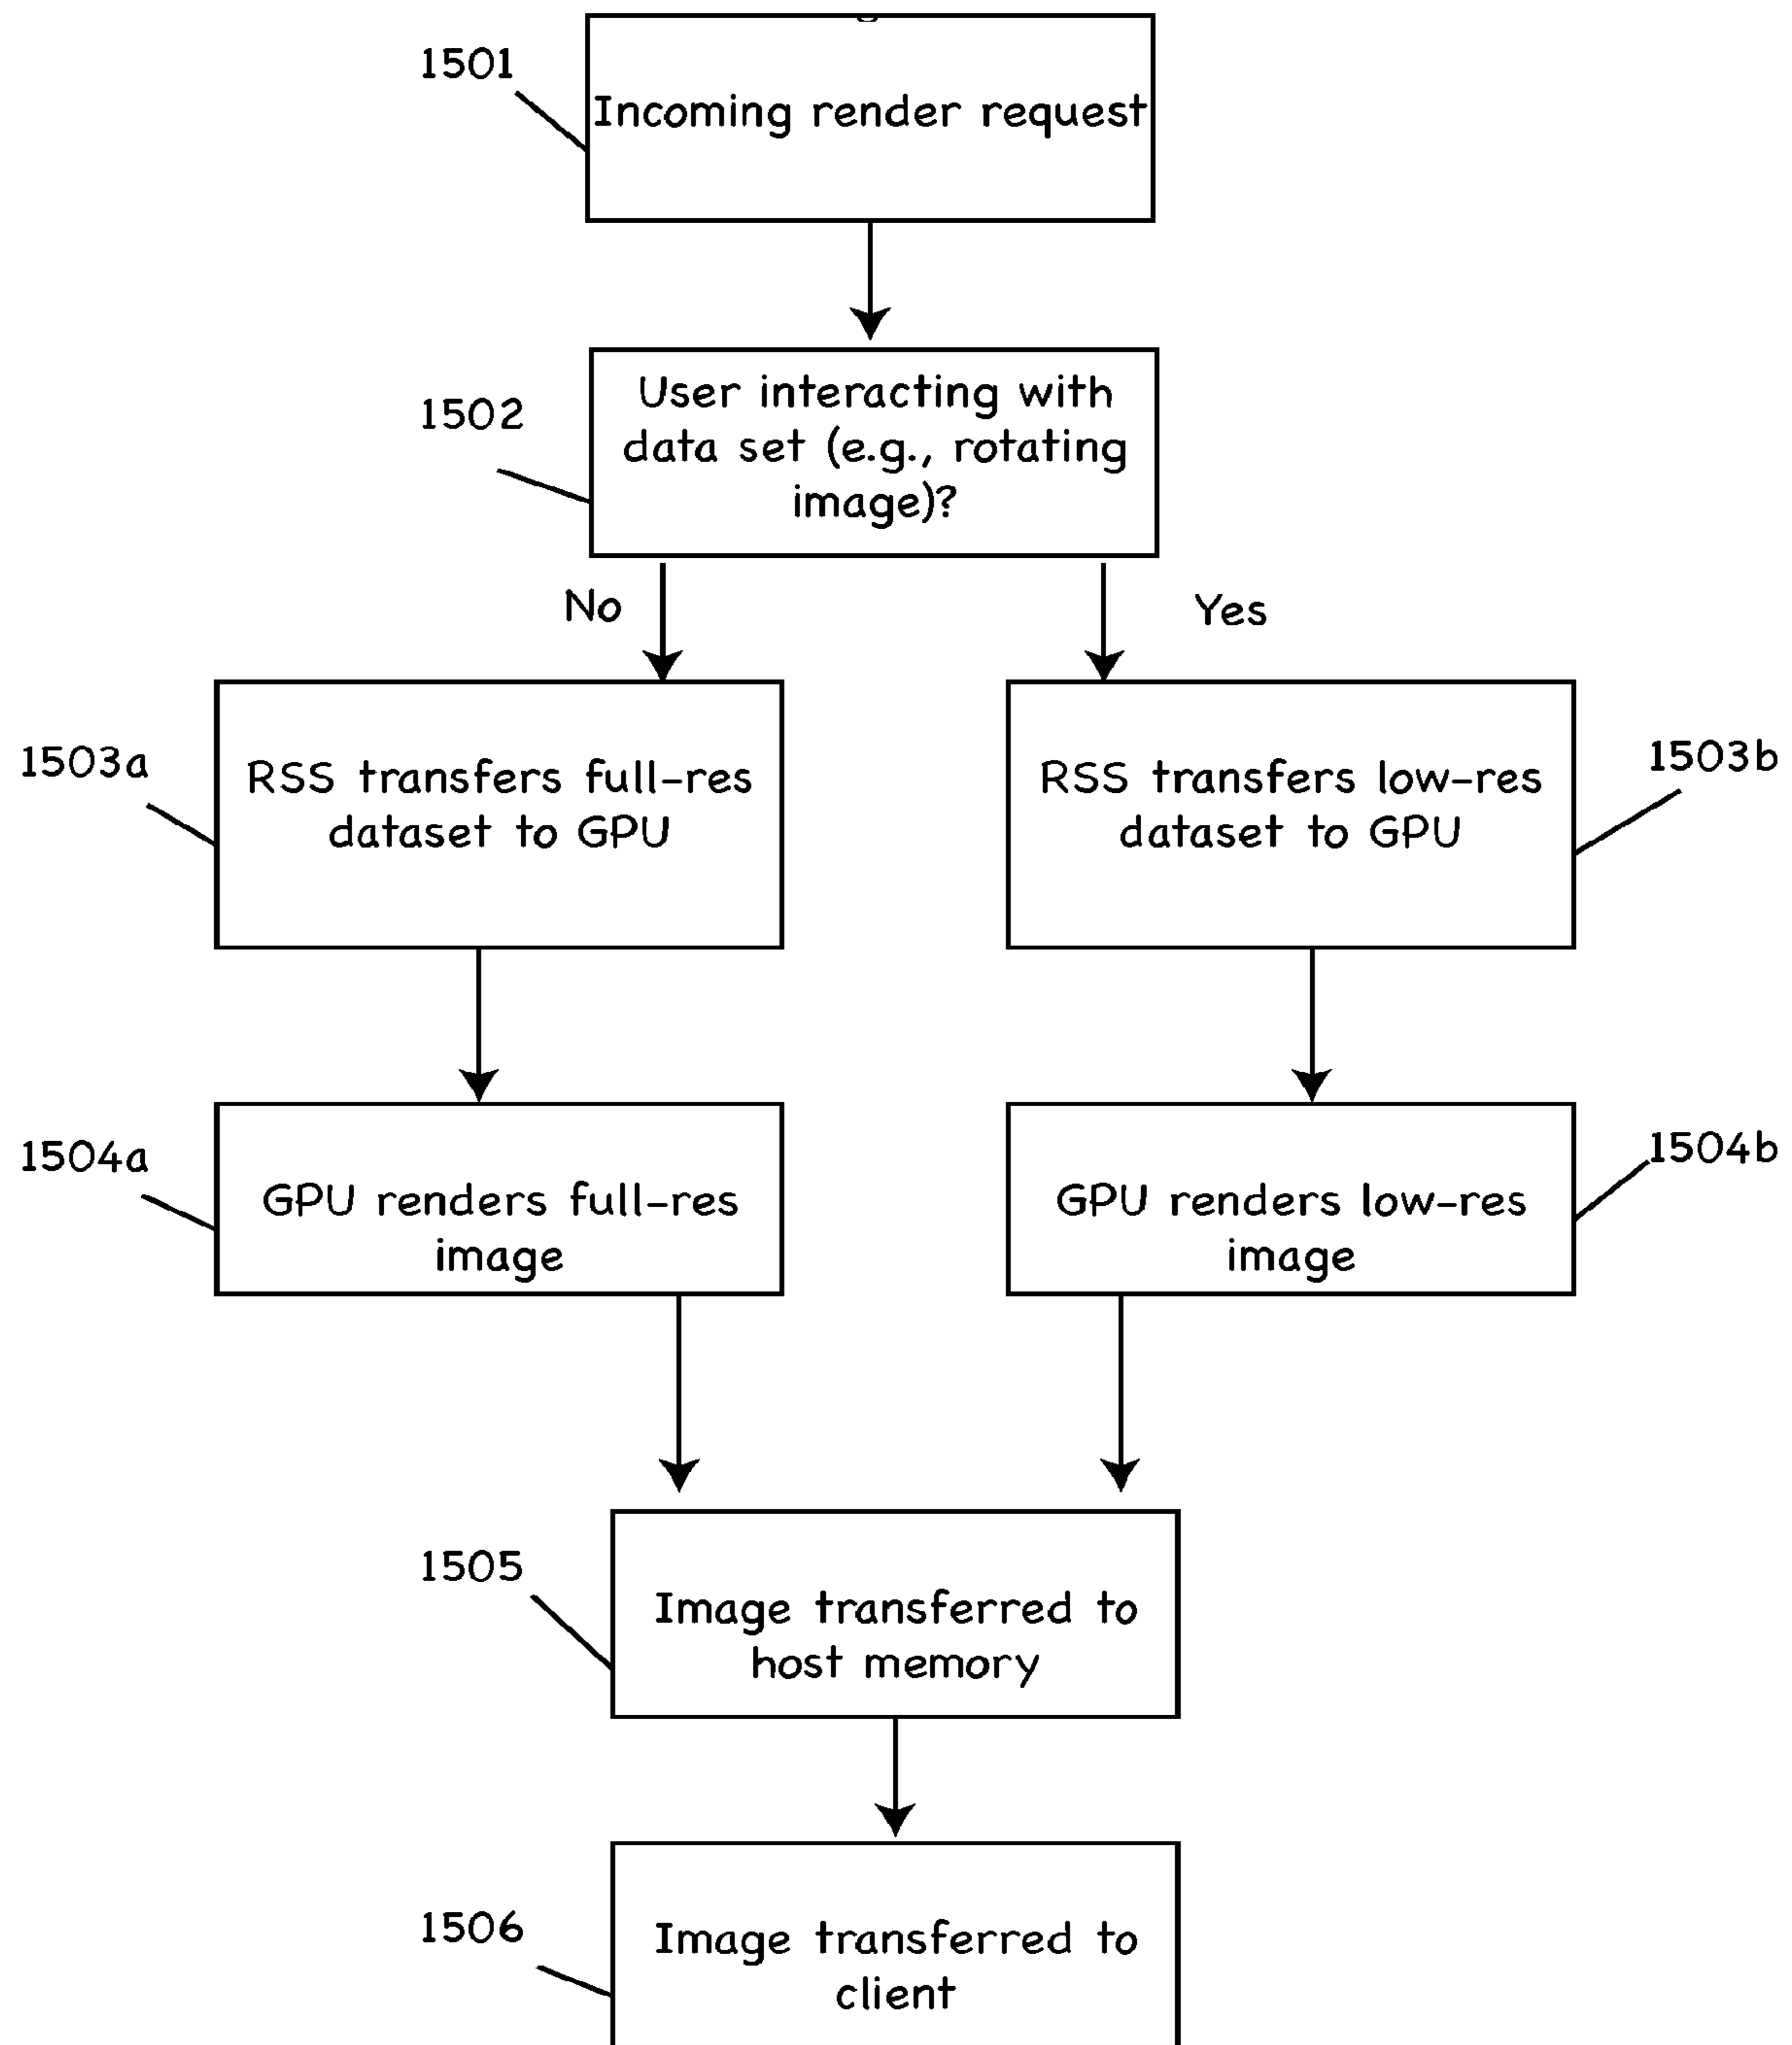 1501
Incoming render request
1502
User interacting with
data set (e.g., rotating
image)?
No
Yes
1503a
RSS transfers full-res
dataset to GPU
1503b
RSS transfers low-res
dataset to GPU
1504a
GPU renders full-res
image
1504b
GPU renders low-res
image
1505
Image transferred to
host memory
1506
Image transferred to
client